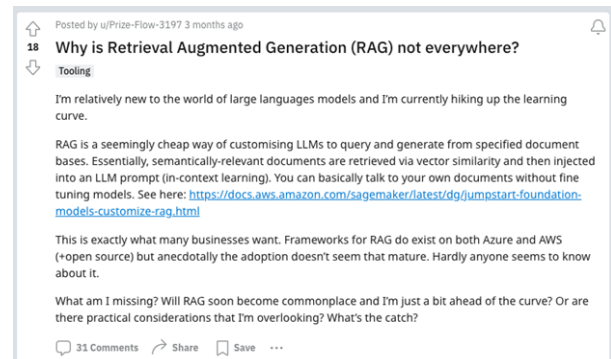 Posted by u/Prize-Flow-3197 3 months ago
18
Why is Retrieval Augmented Generation (RAG) not everywhere?
Tooling
I'm relatively new to the world of large languages models and I'm currently hiking up the learning
curve.
RAG is a seemingly cheap way of customising LLMs to query and generate from specified document
bases. Essentially, semantically-relevant documents are retrieved via vector similarity and then injected
into an LLM prompt (in-context learning). You can basically talk to your own documents without fine
tuning models. See here: https://docs.aws.amazon.com/sagemaker/latest/dg/jumpstart-foundation-
models-customize-rag.html
This is exactly what many businesses want. Frameworks for RAG do exist on both Azure and AWS
(+open source) but anecdotally the adoption doesn't seem that mature. Hardly anyone seems to know
about it.
What am I missing? Will RAG soon become commonplace and I'm just a bit ahead of the curve? Or are
there practical considerations that I'm overlooking? What's the catch?
31 Comments Share Save ...